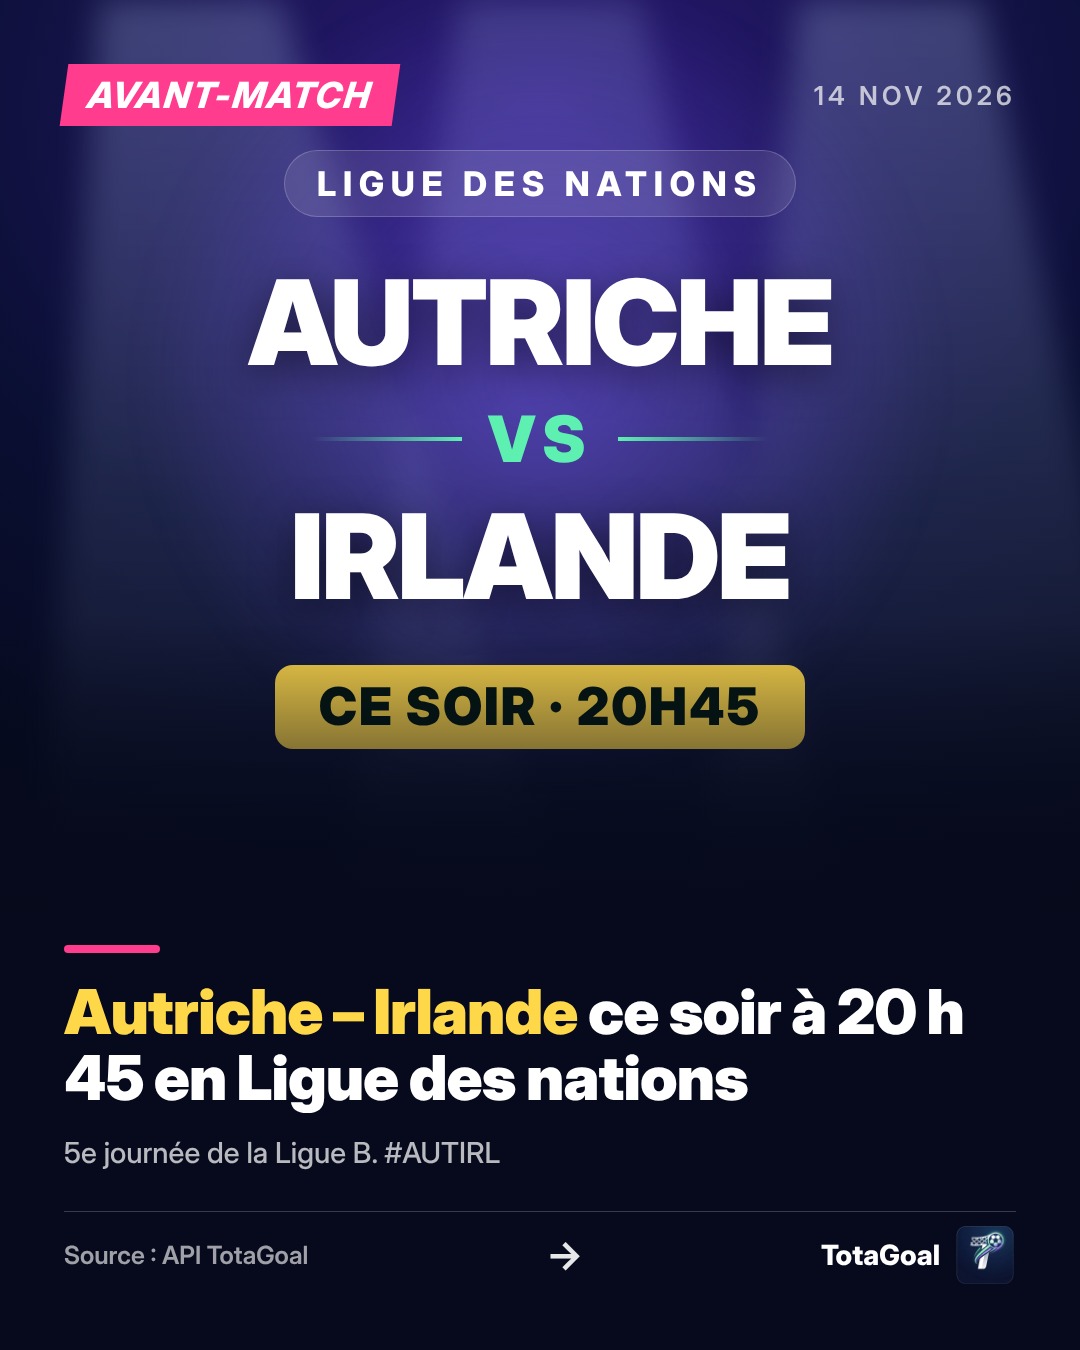 AVANT-MATCH
14 NOV 2026
LIGUE DES NATIONS
AUTRICHE
VS
IRLANDE
CE SOIR · 20H45
Autriche – Irlande ce soir à 20 h
45 en Ligue des nations
5e journée de la Ligue B. #AUTIRL
Source : API TotaGoal
→
TotaGoal